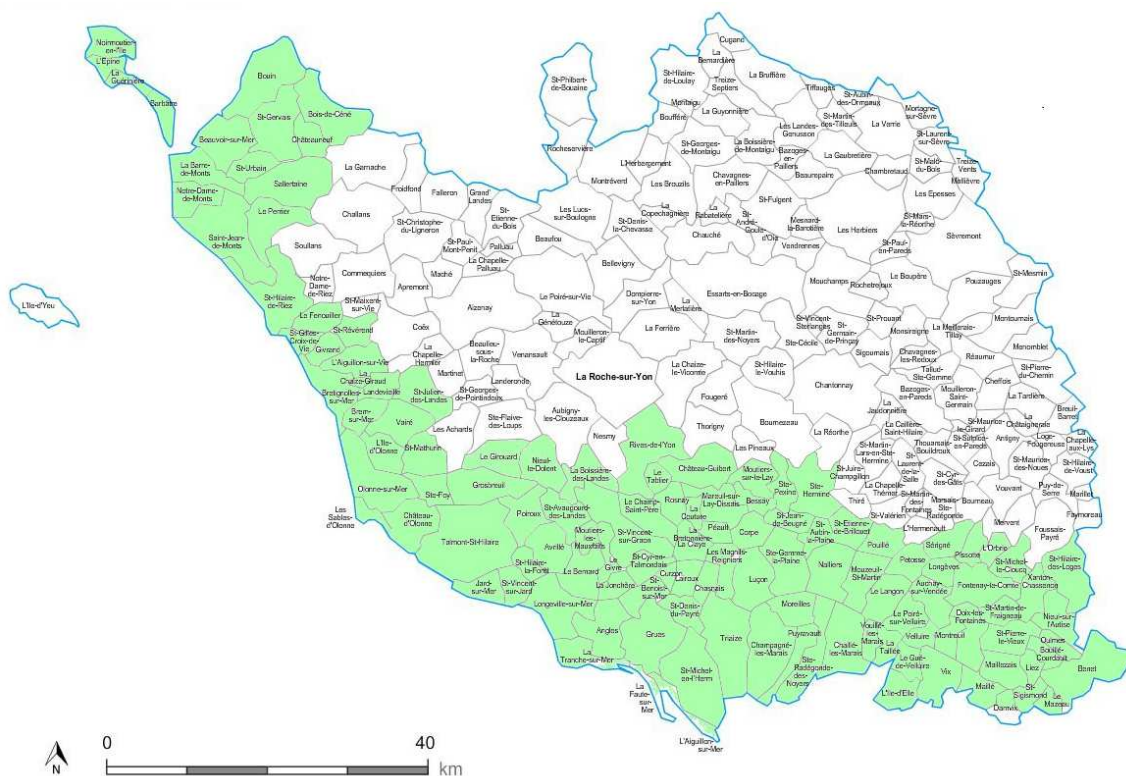 Noirmoutier-
en-l'île
L'Epine
La
Guérinière
Barbâtre
Bouin
Bois-de-Céné
St-Gervais
Châteauneuf
Beauvoir-sur-Mer
St-Urbain
La Barre-
de-Monts
Notre-Dame-
de-Monts
Sallertaine
Le Perrier
Saint-Jean-
de-Monts
La Garnache
Froidfond
Challans
Soullans
Falleron
Grand'
Landes
St-Christophe-
du-Ligneron
St-
Etienne-
du-Bois
St-Paul-
Mont-Penit
Palluau
La Chapelle-
Palluau
Commequiers
Apremont
Maché
Notre-
Dame-
de-Riez
St-Maixent-
sur-Vie
St-Hilaire-
de-Riez
Le Fenouiller
St-Gilles-
Croix-de-
Vie
St-Révérend
Givrand
L'Aiguillon-sur-Vie
Coëx
La
Chapelle-
Hermier
La
Chaize-Giraud
Landevieille
Bretignolles-
sur-Mer
Brem-
sur-Mer
St-Julien-
des-Landes
Martinet
Vairé
L'Ile-
d'Olonne
St-Mathurin
Les Achards
Olonne-sur-Mer
Ste-Foy
Château-
d'Olonne
Les
Sables-
d'Olonne
L'Ile-d'Yeu
St-Philbert-
de-Bouaine
Rocheservière
Montréverd
L'Herbergement
Les Brouzils
Les Lucs-
sur-Boulogne
St-Denis-
la-Chevasse
La
Copechagnière
Beaufou
Bellevigny
Aizenay
Le Poiré-sur-Vie
Dompierre-
sur-Yon
La
Merlatière
La
Génétouze
Mouilleron-
le-Captif
La Ferrière
Beaulieu-
sous-
la-Roche
Venansault
Landeronde
St-Georges-
de-Pointindoux
La Roche-sur-Yon
La Chaize-
le-Vicomte
Aubigny-
les-Clouzeaux
Ste-Flaive-
des-Loups
Nesmy
Cugand
La
Bernardière
St-Hilaire-
de-Loulay
Treize-
Septiers
La Bruffière
Montaigu
Boufféré
La Guyonnière
Tiffauges
St-Aubin-
des-Ormeaux
Mortagne-
sur-Sèvre
St-Martin-
des-Tilleuls
La Verrie
Les Landes-
Genusson
St-Laurent-
sur-Sèvre
St-Georges-
de-Montaigu
La Boissière-
de-Montaigu
Bazoges-
en-
Paillers
La Gaubretière
St-Malo-
du-Bois
Treize-
Vents
Mallièvre
Chavagnes-
en-Paillers
Beaurepaire
Chambretaud
Les Epesses
La
Rabatelière
St-Fulgent
St-
André-
Goule-
d'Oie
Mesnard-
la-Barotière
Les Herbiers
St-Mars-
la-Réorthe
Chauché
Vendrennes
St-Paul-
en-Pareds
Sèvremont
Essarts-en-Bocage
Mouchamps
Rochetrejoux
Le Boupère
St-Mesmin
Pouzauges
Montournais
St-Vincent-
Sterlanges
St-Prouant
St-
Germain-
de-Prinçay
Monsireigne
La Meilleraie-
Tillay
Menomblet
Ste-Cécile
Sigournais
Chavagnes-
les-Redoux
Réaumur
St-Pierre-
du-Chemin
St-Martin-
des-Noyers
St-Hilaire-
le-Vouhis
Chantonnay
Tallud-
Ste-Gemme
Bazoges-
en-Pareds
Mouilleron-
Saint-
Germain
Cheffois
La Tardière
Breuil-
Barret
Fougeré
Thorigny
Bournezeau
Les Pineaux
La Réorthe
La
Jaudonnière
La Caillère-
Saint-Hilaire
St-Maurice-
le-Girard
St-Sulpice-
en-Pareds
La
Châtaigneraie
Antigny
Loge-
Fougereuse
La
Chapelle-
aux-Lys
St-Martin-
Lars-en-Ste-
Hermine
Thouarsais-
Bouildroux
St-
Laurent-
de-la-
Salle
Cezais
St-Maurice-
des-Noues
St-Hilaire-
de-Voust
St-Juire-
Champgillon
La Chapelle-
Thémer
St-Cyr-
des-Gâts
Vouvant
Puy-de-
Serre
Marillet
Thiré
St-Martin-
des-
Fontaines
Marsais-
Ste-
Radégonde
Bourneau
Faymoreau
St-Valérien
L'Hermenault
Mervent
Foussais-
Payré
Rives-de-l'Yon
Le Girouard
Nieul-
le-Dolent
La Boissière-
des-Landes
Le
Tablier
Château-Guibert
Moutiers-
sur-le-Lay
Ste-
Pexine
Ste-
Hermine
Grosbreuil
Le Champ-
Saint-Père
Rosnay
Mareuil-sur-
Lay-Dissais
Bessay
La
Couture
St-Jean-
de-Beugné
Poiroux
St-Avaugourd-
des-Landes
Péault
Corpe
St-
Aubin-
la-Plaine
St-Etienne-
de-Brillouet
Talmont-St-Hilaire
Avrillé
Moutiers-
les-
Mauxfaits
St-Vincent-
sur-Graon
La
Bretonnière-
La Claye
Les Magnils-
Reigniers
Ste-Gemme-
la-Plaine
Pouillé
Sérigné
Pissotte
L'Orbrie
St-Hilaire-
la-Forêt
Le Bernard
Le
Givre
St-Cyr-en-
Talmondais
Curzon
Lairoux
Chasnais
Luçon
Nalliers
Mouzeuil-
St-Martin
Petosse
Longèves
St-Michel-
le-Cloucq
St-Hilaire-
des-Loges
Jard-
sur-Mer
St-Vincent-
sur-Jard
La Jonchère
St-
Benoist-
sur-Mer
Le Langon
Auchay-
sur-Vendée
Fontenay-le-Comte
Xanton-
Chassenon
Longeville-sur-Mer
St-Denis-
du-Payré
Moreilles
Le Poiré-
sur-Velluire
Doix-les-
Fontaines
St-Martin-de-
Fraigneau
Nieul-sur-
l'Autise
Angles
Grues
Triaize
Champagné-
les-Marais
Puyravault
Chaillé-
les-Marais
Vouillé-
les-
Marais
La
Taillée
Velluire
Montreuil
St-Pierre-
le-Vieux
Oulmes
Bouillé-
Courdault
La
Tranche-sur-Mer
St-Michel-
en-l'Herm
Ste-
Radégonde-
des-
Noyers
Le Gué-
de-Velluire
Vix
Maillezais
Liez
Benet
La
Faute-
sur-
Mer
L'Ile-d'Elle
Maillé
St-
Sigismond
Le
Mazeau
Damvix
L'Aiguillon-
sur-Mer
N
0
40
km